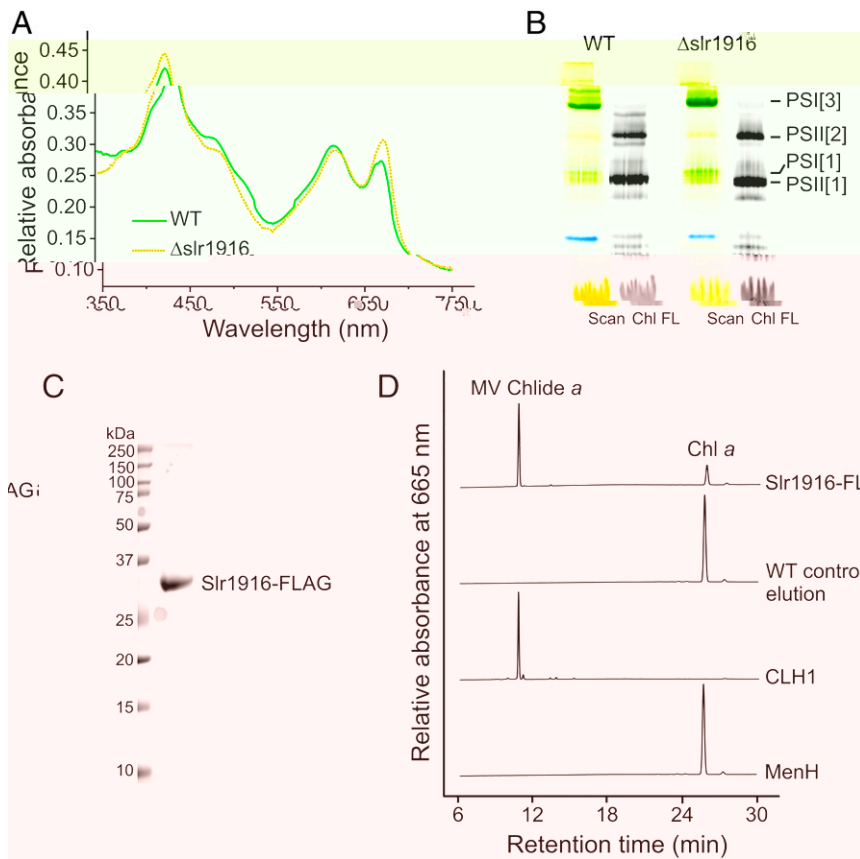 A
Relative absorbance
0.45
0.40
0.35
0.30
0.25
0.20
0.15
0.10
WT
Δslr1916
350 450 550 650 750
Wavelength (nm)
B
WT Δslr1916
PSI[3]
PSII[2]
PSI[1]
PSII[1]
Scan Chl FL Scan Chl FL
C
kDa
250
150
100
75
50
37
25
20
15
10
Slr1916-FLAG
D
Relative absorbance at 665 nm
MV Chlide a
Chl a
Slr1916-FL
WT contro
elution
CLH1
MenH
6 12 18 24 30
Retention time (min)